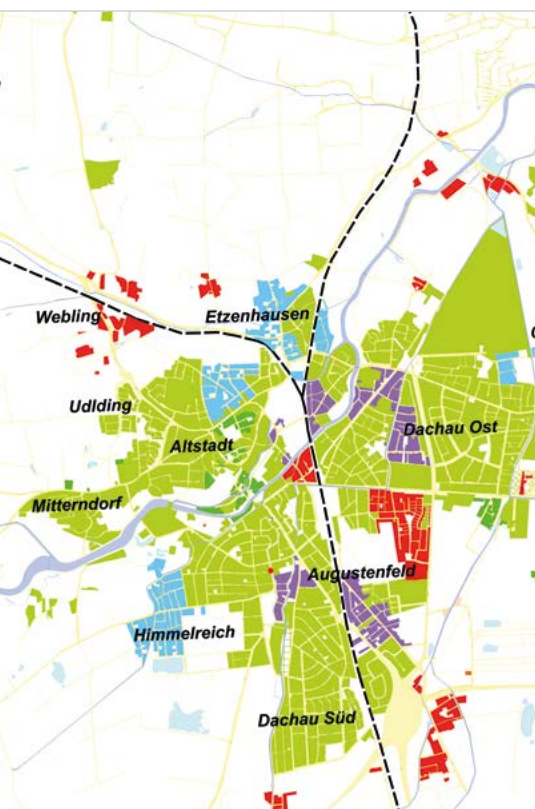 Webling
Etzenhausen
Udlding
Altstadt
Dachau Ost
Mitterndorf
Augustenfeld
Himmelreich
Dachau Süd